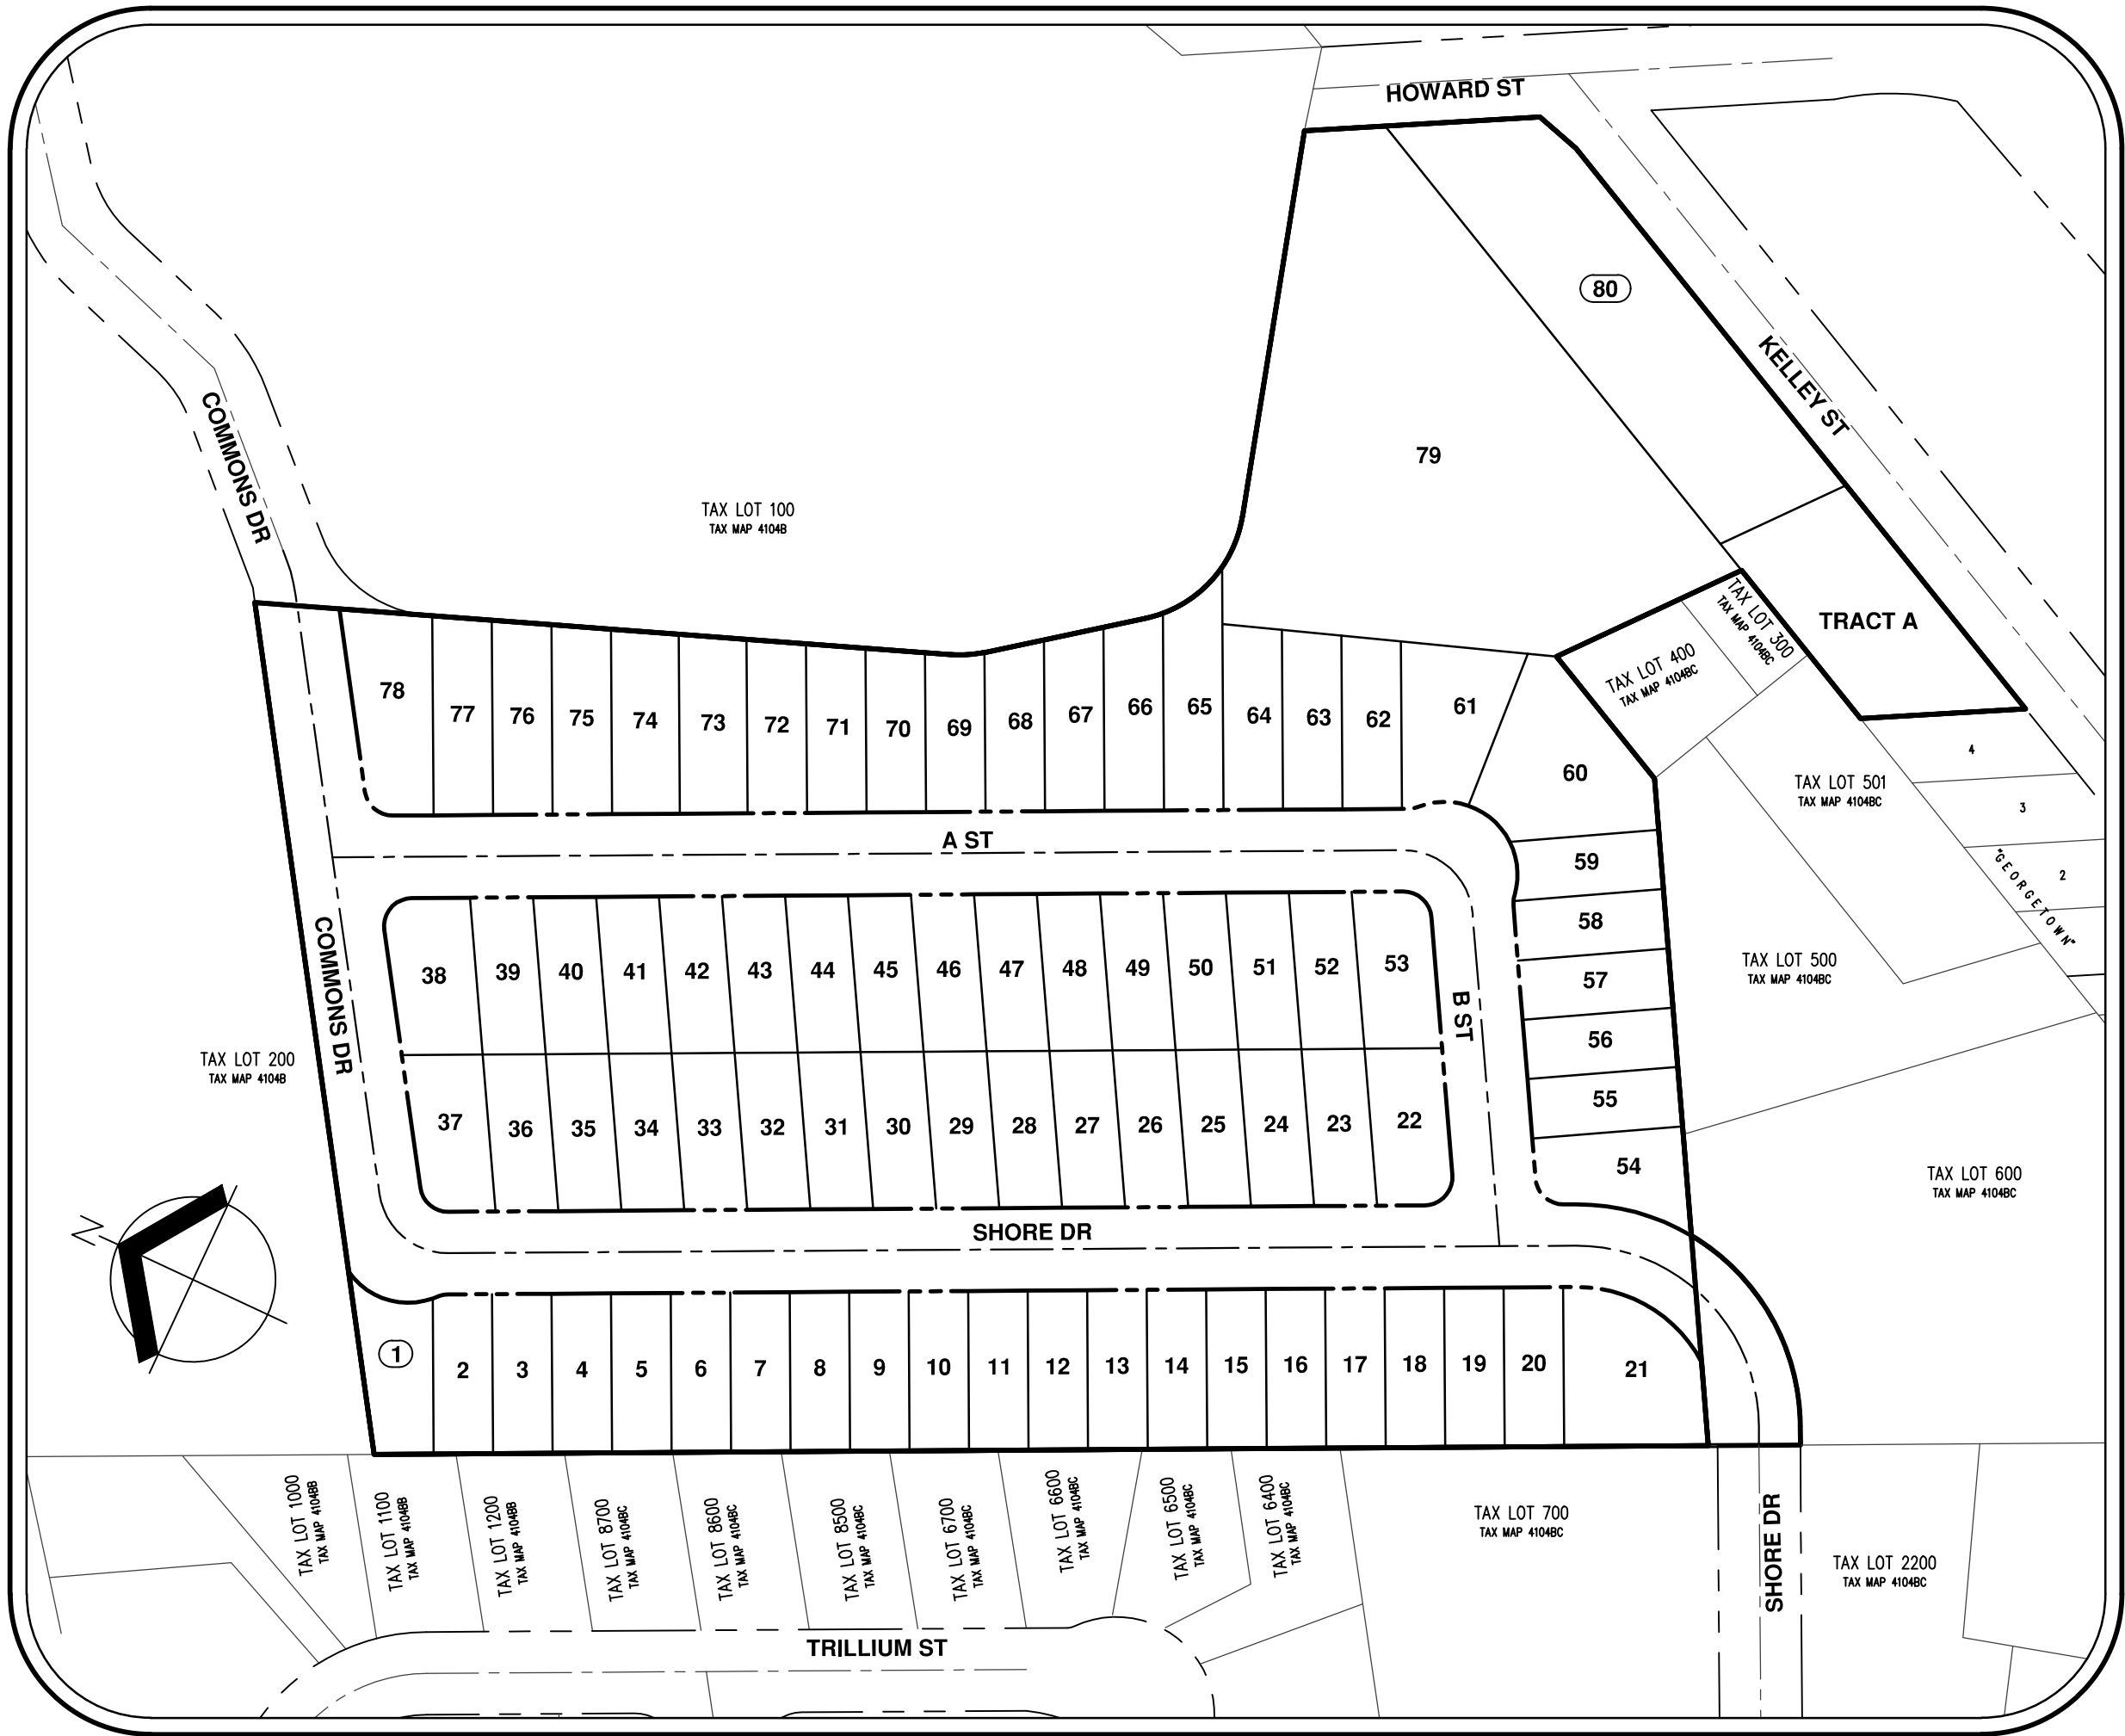 HOWARD ST
80
KELLEY ST
COMMONS DR
79
TAX LOT 100
TAX MAP 4104B
TAX LOT 300
TAX MAP 4104BC
TRACT A
TAX LOT 400
TAX MAP 4104BC
78
77
76
75
74
73
72
71
70
69
68
67
66
65
64
63
62
61
60
4
TAX LOT 501
TAX MAP 4104BC
3
A ST
59
2
"GEORGETOWN"
58
38
39
40
41
42
43
44
45
46
47
48
49
50
51
52
53
57
TAX LOT 500
TAX MAP 4104BC
COMMONS DR
B ST
56
TAX LOT 200
TAX MAP 4104B
55
37
36
35
34
33
32
31
30
29
28
27
26
25
24
23
22
54
TAX LOT 600
TAX MAP 4104BC
N
SHORE DR
1
2
3
4
5
6
7
8
9
10
11
12
13
14
15
16
17
18
19
20
21
TAX LOT 1000
TAX MAP 4104BB
TAX LOT 1100
TAX MAP 4104BB
TAX LOT 1200
TAX MAP 4104BB
TAX LOT 8700
TAX MAP 4104BC
TAX LOT 8600
TAX MAP 4104BC
TAX LOT 8500
TAX MAP 4104BC
TAX LOT 6700
TAX MAP 4104BC
TAX LOT 6600
TAX MAP 4104BC
TAX LOT 6500
TAX MAP 4104BC
TAX LOT 6400
TAX MAP 4104BC
TAX LOT 700
TAX MAP 4104BC
SHORE DR
TAX LOT 2200
TAX MAP 4104BC
TRILLIUM ST